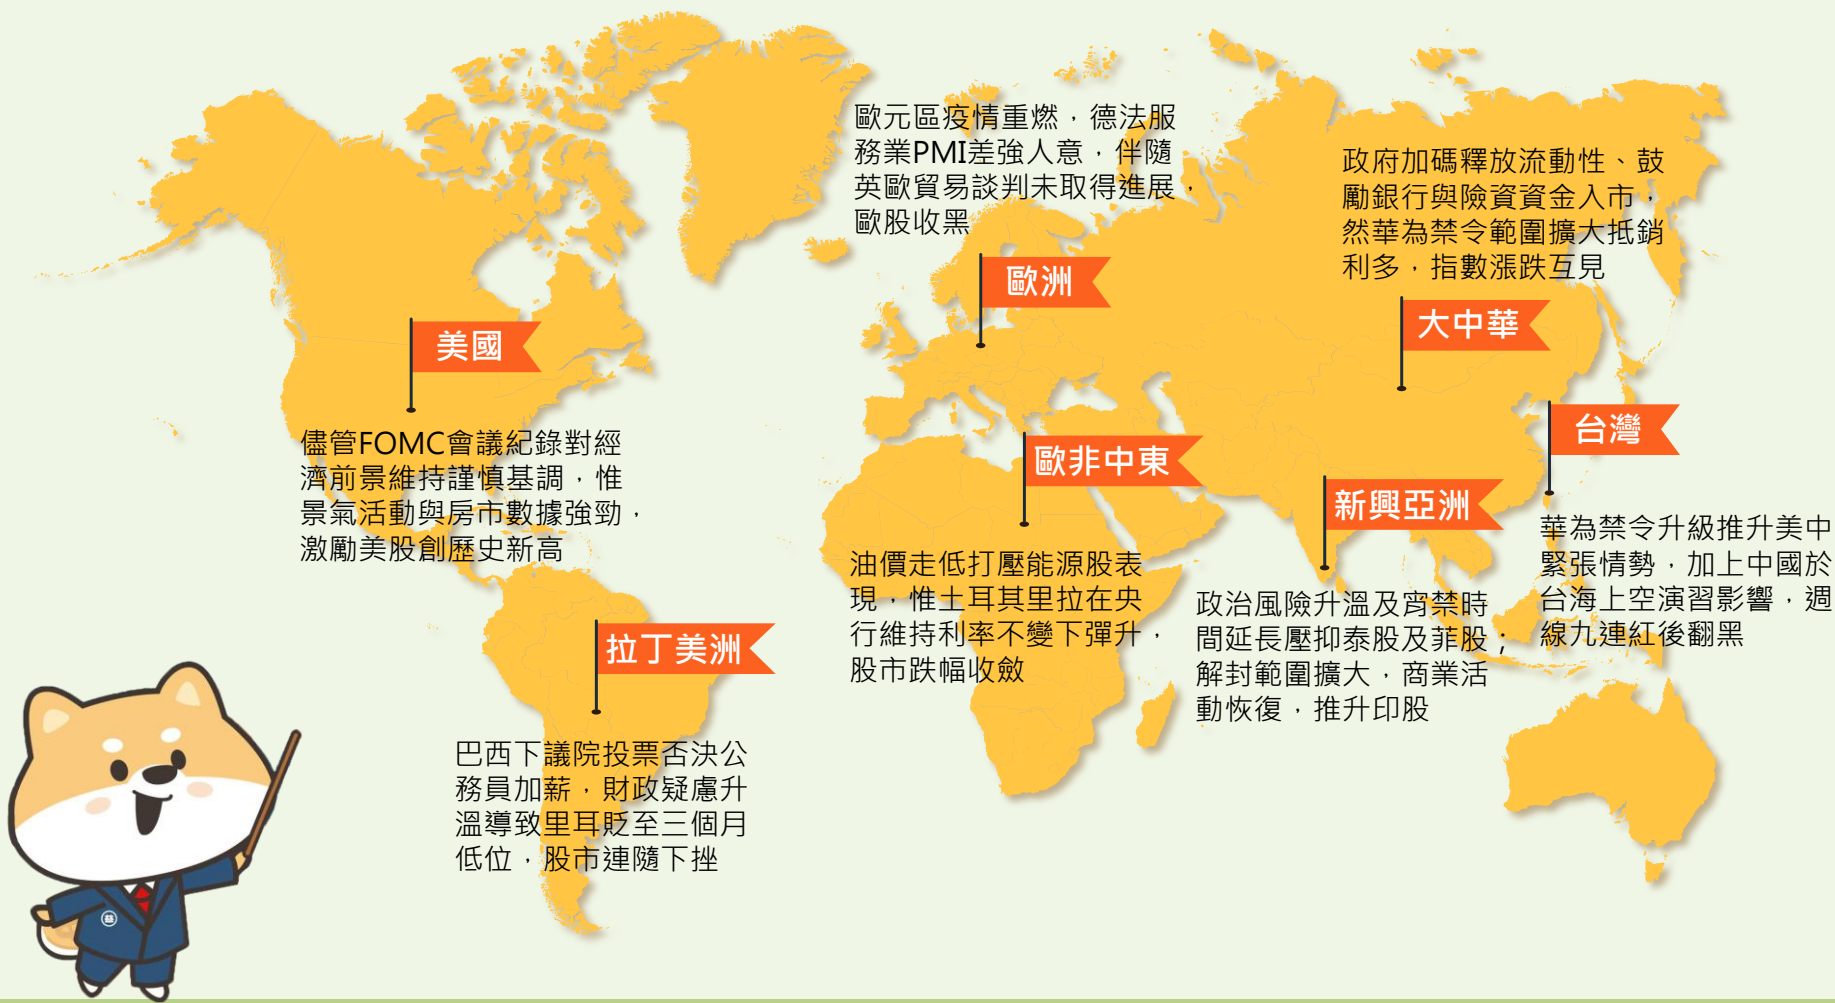 歐元區疫情重燃，德法服
務業PMI差強人意，伴隨
英歐貿易談判未取得進展，
歐股收黑
歐洲
政府加碼釋放流動性、鼓
勵銀行與險資資金入市，
然華為禁令範圍擴大抵銷
利多，指數漲跌互見
大中華
美國
儘管FOMC會議紀錄對經
濟前景維持謹慎基調，惟
景氣活動與房市數據強勁，
激勵美股創歷史新高
歐非中東
油價走低打壓能源股表
現，惟土耳其里拉在央
行維持利率不變下彈升，
股市跌幅收斂
新興亞洲
政治風險升溫及宵禁時
間延長壓抑泰股及菲股；
解封範圍擴大，商業活
動恢復，推升印股
台灣
華為禁令升級推升美中
緊張情勢，加上中國於
台海上空演習影響，週
線九連紅後翻黑
拉丁美洲
巴西下議院投票否決公
務員加薪，財政疑慮升
溫導致里耳貶至三個月
低位，股市連隨下挫